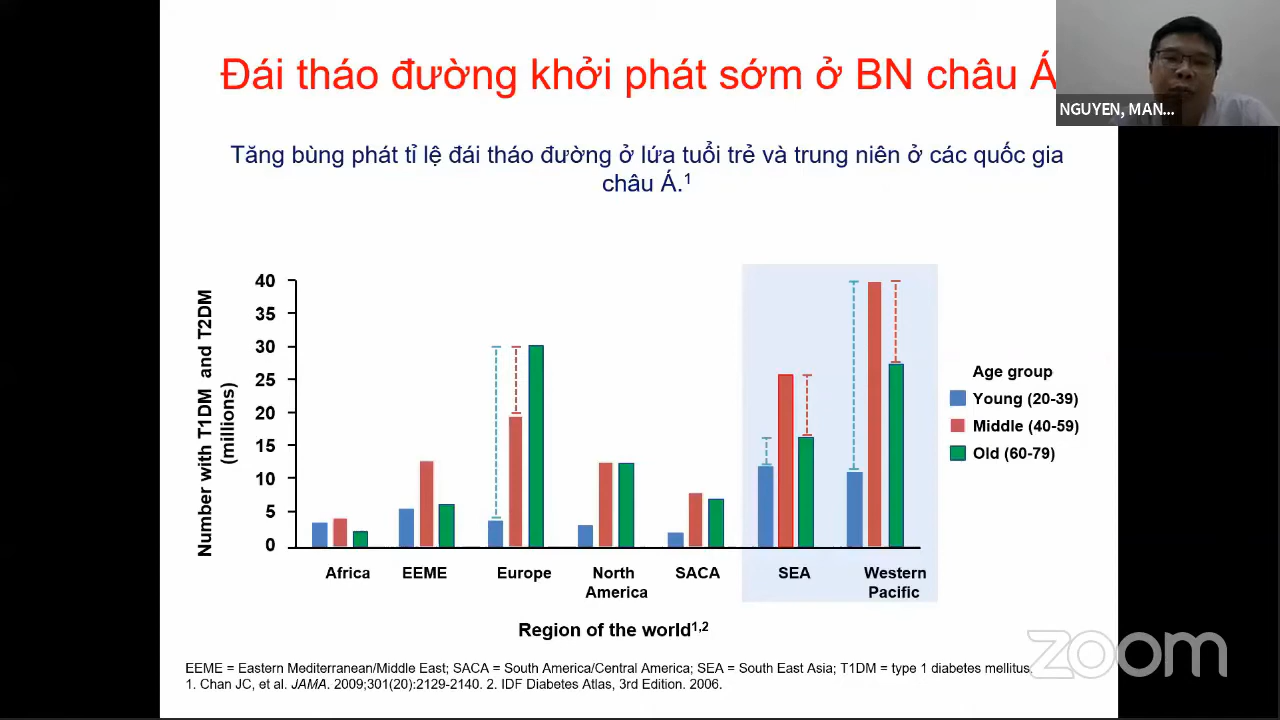 Đái tháo đường khởi phát sớm ở BN châu Á
NGUYEN, MAN...
Tăng bùng phát tỉ lệ đái tháo đường ở lứa tuổi trẻ và trung niên ở các quốc gia
châu Á.¹
Number with T1DM and T2DM
(millions)
40
35
30
25
20
15
10
5
0
Africa
EEME
Europe
North
America
SACA
SEA
Western
Pacific
Age group
Young (20-39)
Middle (40-59)
Old (60-79)
Region of the world¹,²
EEME = Eastern Mediterranean/Middle East; SACA = South America/Central America; SEA = South East Asia; T1DM = type 1 diabetes mellitus.
1. Chan JC, et al. JAMA. 2009;301(20):2129-2140. 2. IDF Diabetes Atlas, 3rd Edition. 2006.
zoom